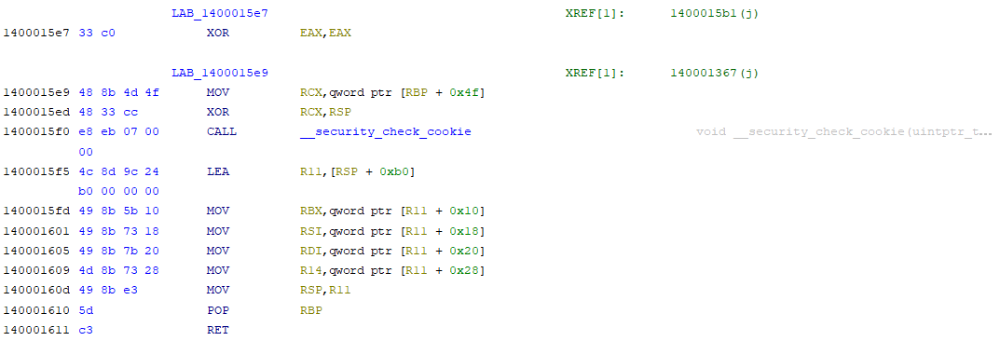 LAB_1400015e7 XREF[1]: 1400015b1(j)
1400015e7 33 c0 XOR EAX,EAX
LAB_1400015e9 XREF[1]: 140001367(j)
1400015e9 48 8b 4d 4f MOV RCX,qword ptr [RBP + 0x4f]
1400015ed 48 33 cc XOR RCX,RSP
1400015f0 e8 eb 07 00 CALL __security_check_cookie void __security_check_cookie(uintptr_t...
00
1400015f5 4c 8d 9c 24 LEA R11,[RSP + 0xb0]
b0 00 00 00
1400015fd 49 8b 5b 10 MOV RBX,qword ptr [R11 + 0x10]
140001601 49 8b 73 18 MOV RSI,qword ptr [R11 + 0x18]
140001605 49 8b 7b 20 MOV RDI,qword ptr [R11 + 0x20]
140001609 4d 8b 73 28 MOV R14,qword ptr [R11 + 0x28]
14000160d 49 8b e3 MOV RSP,R11
140001610 5d POP RBP
140001611 c3 RET